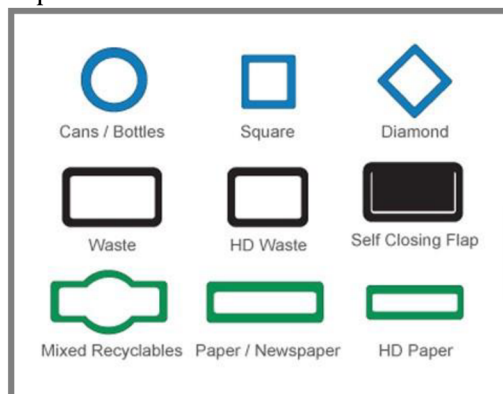 Cans / Bottles Square Diamond
Waste HD Waste Self Closing Flap
Mixed Recyclables Paper / Newspaper HD Paper